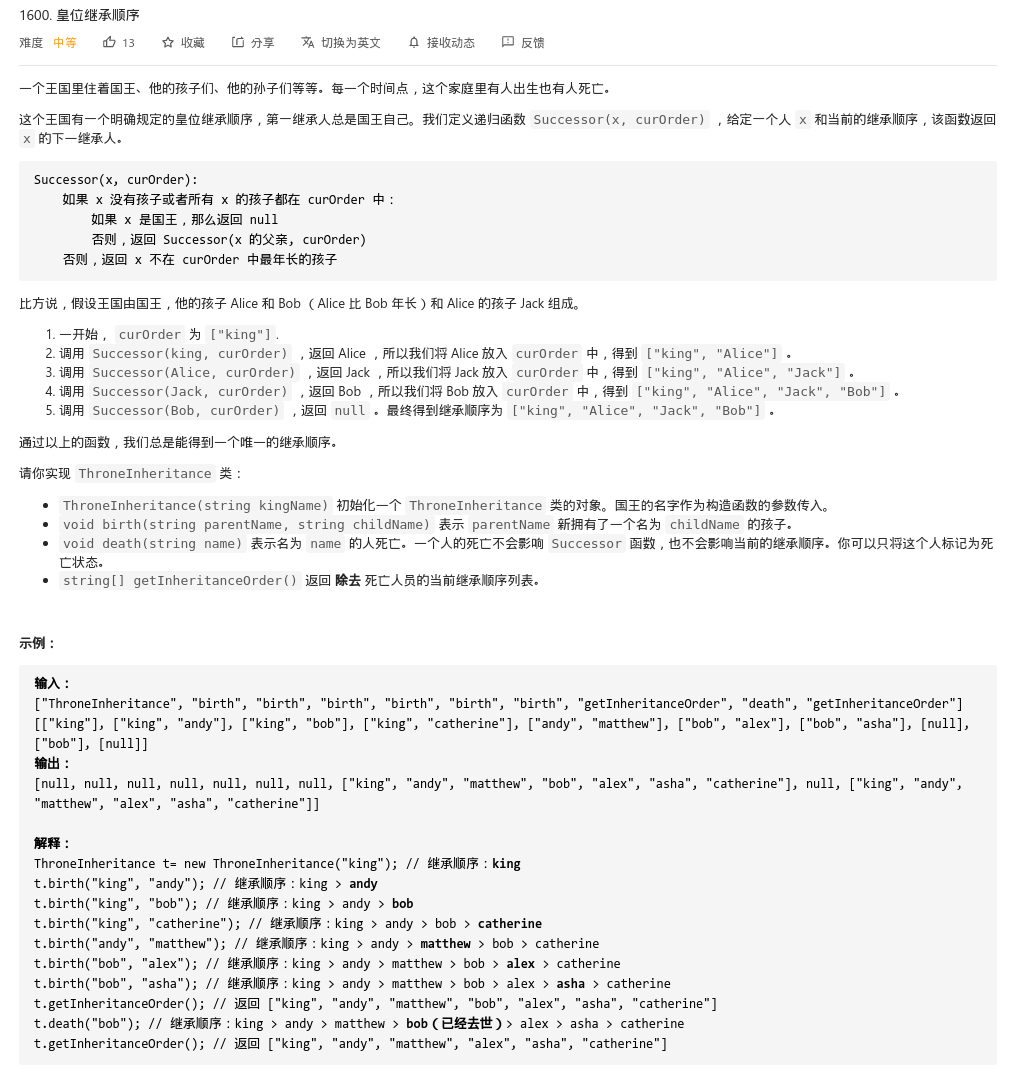 1600. 皇位继承顺序
难度 中等 13 收藏 分享 切换为英文 接收动态 反馈
一个王国里住着国王、他的孩子们、他的孙子们等等。每一个时间点，这个家庭里有人出生也有人死亡。
这个王国有一个明确规定的皇位继承顺序，第一继承人总是国王自己。我们定义递归函数 Successor(x, curOrder) ，给定一个人 x 和当前的继承顺序，该函数返回
x 的下一继承人。
Successor(x, curOrder):
如果 x 没有孩子或者所有 x 的孩子都在 curOrder 中：
如果 x 是国王，那么返回 null
否则，返回 Successor(x 的父亲, curOrder)
否则，返回 x 不在 curOrder 中最年长的孩子
比方说，假设王国由国王，他的孩子 Alice 和 Bob （Alice 比 Bob 年长）和 Alice 的孩子 Jack 组成。
1. 一开始， curOrder 为 ["king"].
2. 调用 Successor(king, curOrder) ，返回 Alice ，所以我们将 Alice 放入 curOrder 中，得到 ["king", "Alice"] 。
3. 调用 Successor(Alice, curOrder) ，返回 Jack ，所以我们将 Jack 放入 curOrder 中，得到 ["king", "Alice", "Jack"] 。
4. 调用 Successor(Jack, curOrder) ，返回 Bob ，所以我们将 Bob 放入 curOrder 中，得到 ["king", "Alice", "Jack", "Bob"] 。
5. 调用 Successor(Bob, curOrder) ，返回 null 。最终得到继承顺序为 ["king", "Alice", "Jack", "Bob"] 。
通过以上的函数，我们总是能得到一个唯一的继承顺序。
请你实现 ThroneInheritance 类：
• ThroneInheritance(string kingName) 初始化一个 ThroneInheritance 类的对象。国王的名字作为构造函数的参数传入。
• void birth(string parentName, string childName) 表示 parentName 新拥有了一个名为 childName 的孩子。
• void death(string name) 表示名为 name 的人死亡。一个人的死亡不会影响 Successor 函数，也不会影响当前的继承顺序。你可以只将这个人标记为死
亡状态。
• string[] getInheritanceOrder() 返回 除去 死亡人员的当前继承顺序列表。
示例：
输入：
["ThroneInheritance", "birth", "birth", "birth", "birth", "birth", "birth", "getInheritanceOrder", "death", "getInheritanceOrder"]
[["king"], ["king", "andy"], ["king", "bob"], ["king", "catherine"], ["andy", "matthew"], ["bob", "alex"], ["bob", "asha"], [null],
["bob"], [null]]
输出：
[null, null, null, null, null, null, null, ["king", "andy", "matthew", "bob", "alex", "asha", "catherine"], null, ["king", "andy",
"matthew", "alex", "asha", "catherine"]]
解释：
ThroneInheritance t= new ThroneInheritance("king"); // 继承顺序：king
t.birth("king", "andy"); // 继承顺序：king > andy
t.birth("king", "bob"); // 继承顺序：king > andy > bob
t.birth("king", "catherine"); // 继承顺序：king > andy > bob > catherine
t.birth("andy", "matthew"); // 继承顺序：king > andy > matthew > bob > catherine
t.birth("bob", "alex"); // 继承顺序：king > andy > matthew > bob > alex > catherine
t.birth("bob", "asha"); // 继承顺序：king > andy > matthew > bob > alex > asha > catherine
t.getInheritanceOrder(); // 返回 ["king", "andy", "matthew", "bob", "alex", "asha", "catherine"]
t.death("bob"); // 继承顺序：king > andy > matthew > bob（已经去世）> alex > asha > catherine
t.getInheritanceOrder(); // 返回 ["king", "andy", "matthew", "alex", "asha", "catherine"]